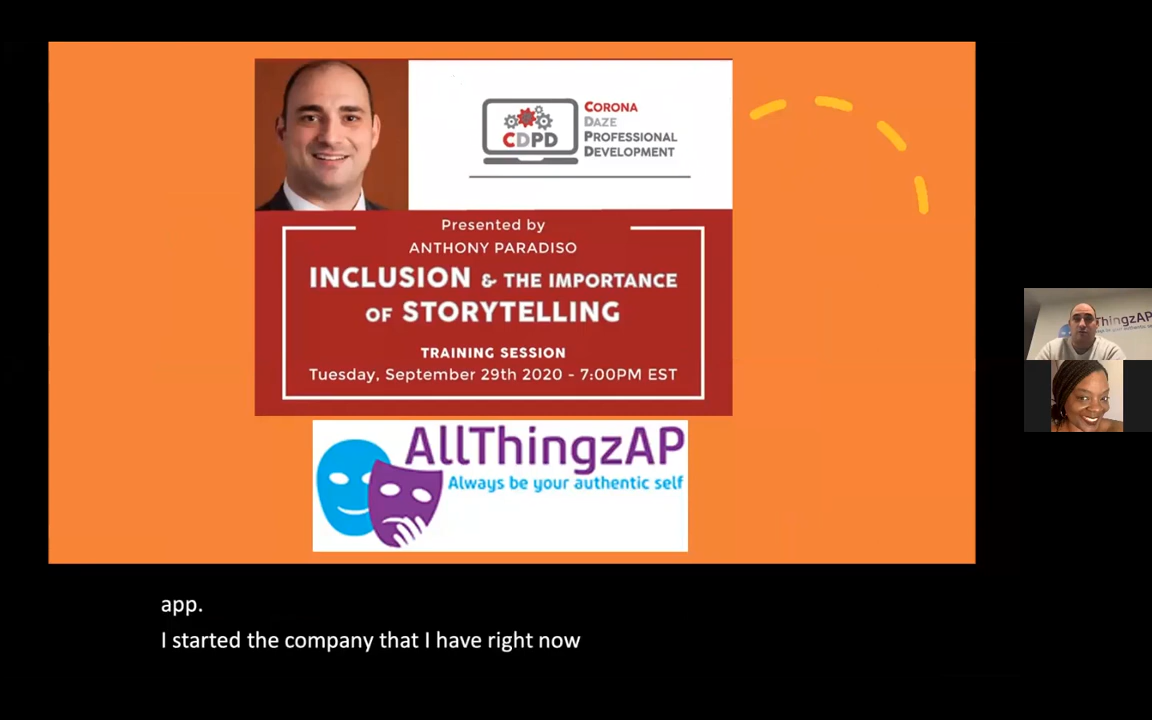 CORONA
DAZE
PROFESSIONAL
DEVELOPMENT
CDPD
Presented by
ANTHONY PARADISO
INCLUSION & THE IMPORTANCE
OF STORYTELLING
TRAINING SESSION
Tuesday, September 29th 2020 - 7:00PM EST
AllThingzAP
Always be your authentic self
ThingzAP
app.
I started the company that I have right now